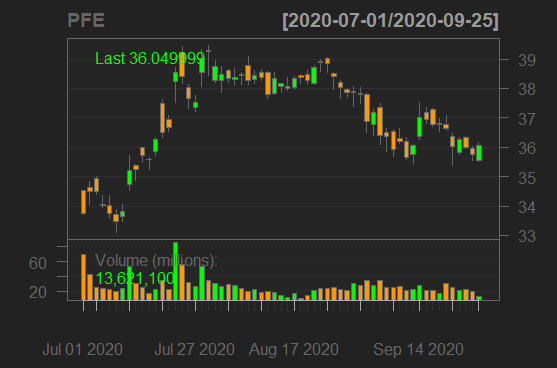 PFE [2020-07-01/2020-09-25]
Last 36.049999
39
38
37
36
35
34
33
Volume (millions):
13,621,100
60
20
Jul 01 2020 Jul 27 2020 Aug 17 2020 Sep 14 2020